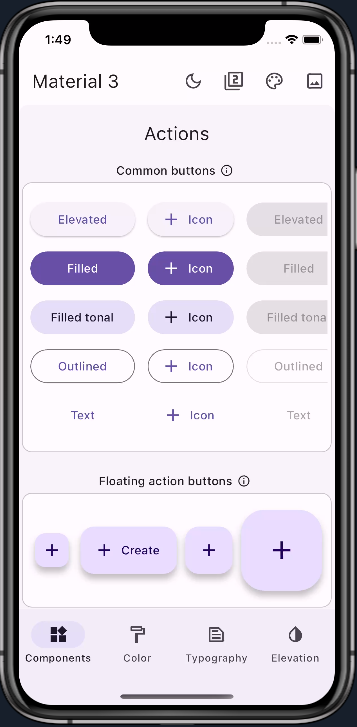 1:49
Material 3
2
Actions
Common buttons
Elevated
Icon
Elevated
Filled
Icon
Filled
Filled tonal
Icon
Filled tona
Outlined
Icon
Outlined
Text
Icon
Text
Floating action buttons
Create
Components
Color
Typography
Elevation